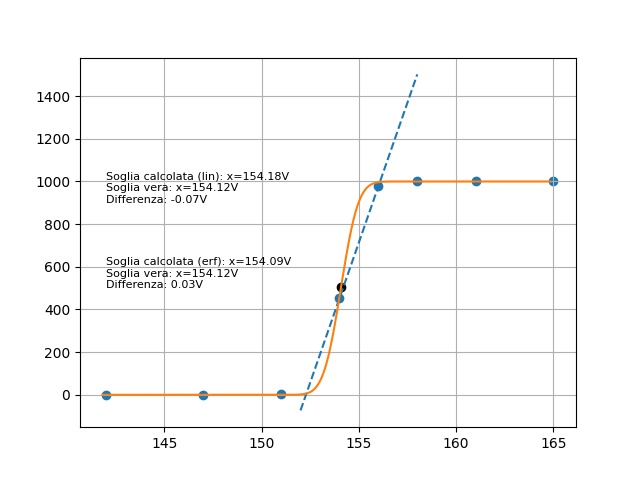 1400
1200
1000
800
600
400
200
0
Soglia calcolata (lin): x=154.18V
Soglia vera: x=154.12V
Differenza: -0.07V
Soglia calcolata (erf): x=154.09V
Soglia vera: x=154.12V
Differenza: 0.03V
145 150 155 160 165